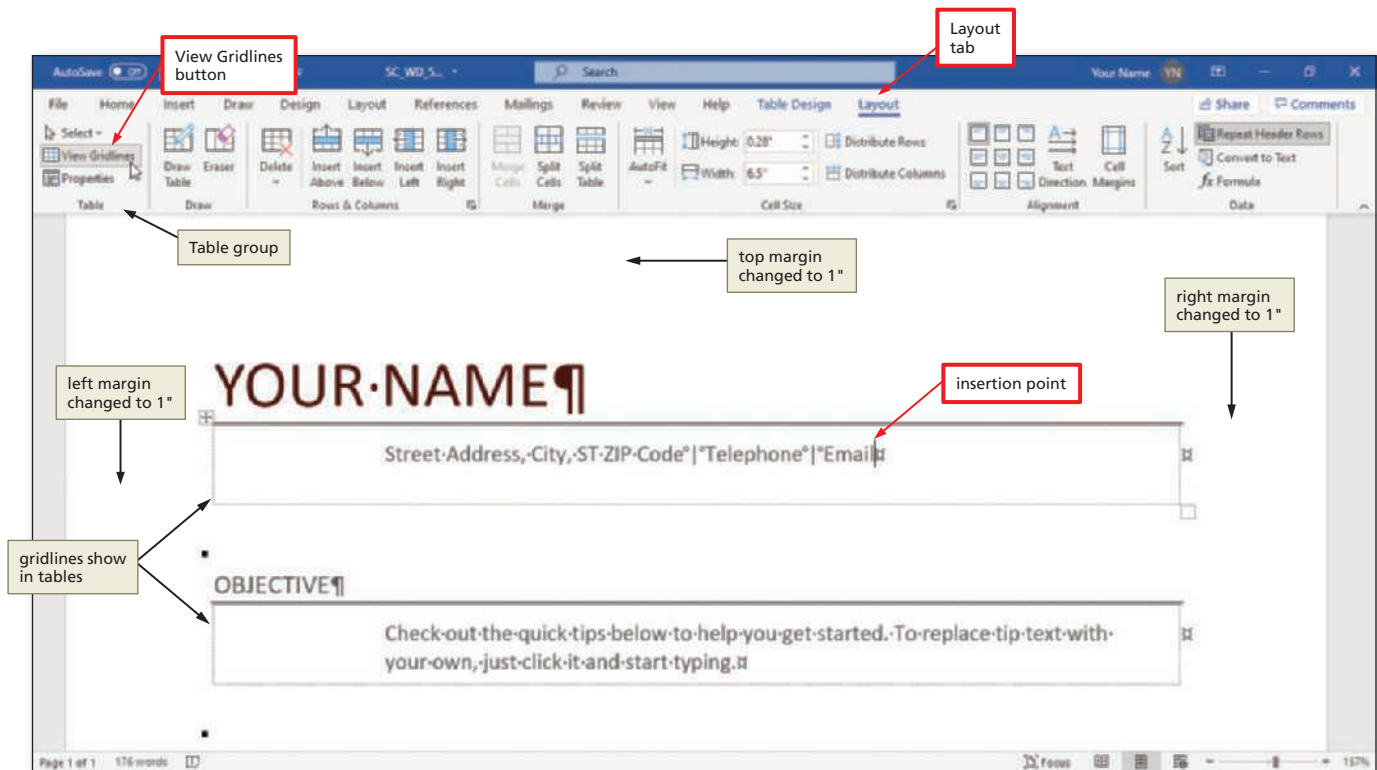 Layout
tab
View Gridlines
button
AutoSave Off SC_WD_5... Search Your Name YN
File Home Insert Draw Design Layout References Mailings Review View Help Table Design Layout Share Comments
Select
View Gridlines
Properties
Draw
Table
Eraser
Delete
Insert
Above
Insert
Below
Insert
Left
Insert
Right
Merge
Cells
Split
Cells
Split
Table
AutoFit
Height: 0.28"
Width: 6.5"
Distribute Rows
Distribute Columns
Text
Direction
Cell
Margins
Sort
Repeat Header Rows
Convert to Text
fx Formula
Table Draw Rows & Columns Merge Cell Size Alignment Data
Table group
top margin
changed to 1"
right margin
changed to 1"
left margin
changed to 1"
YOUR·NAME¶
insertion point
Street·Address,·City,·ST·ZIP·Code°|°Telephone°|°Email¤
¤
gridlines show
in tables
OBJECTIVE¶
Check·out·the·quick·tips·below·to·help·you·get·started.·To·replace·tip·text·with·
your·own,·just·click·it·and·start·typing.¤
¤
Page 1 of 1 176 words Focus 157%